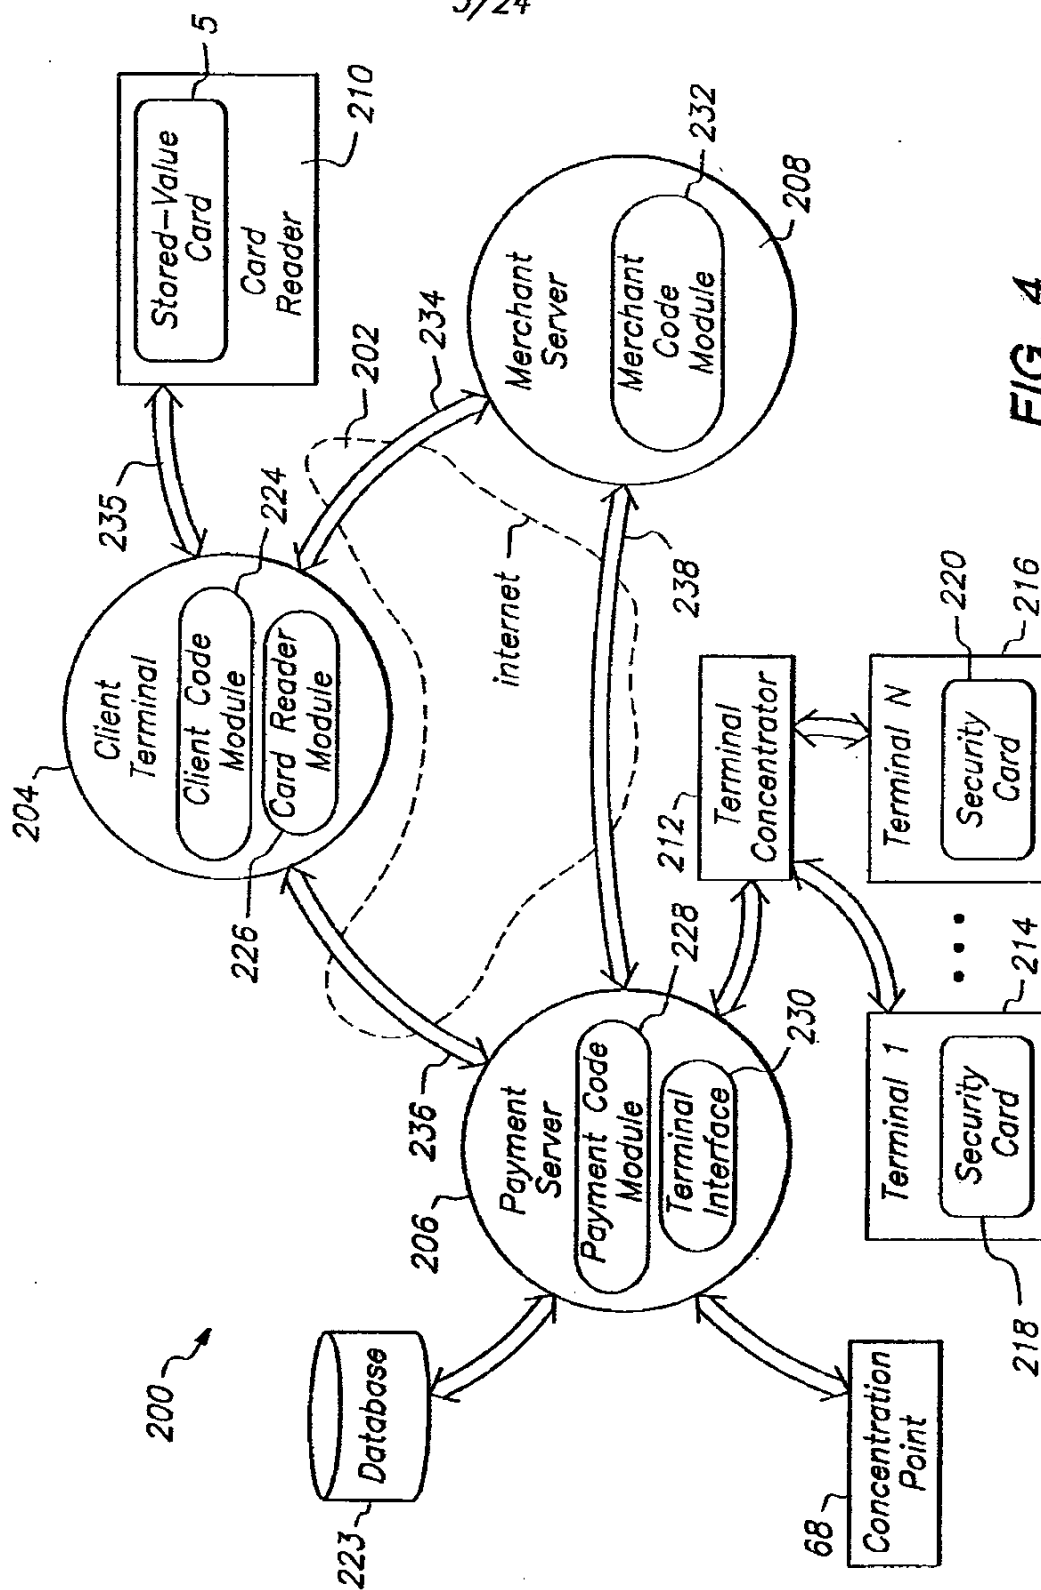 3/24
200
204
Client
Terminal
Client Code
Module
224
Card Reader
Module
226
235
5
Stored-Value
Card
Card
Reader
210
202
234
internet
236
238
Merchant
Server
Merchant
Code
Module
232
208
206
Payment
Server
Payment Code
Module
228
Terminal
Interface
230
Database
223
68
Concentration
Point
212
Terminal
Concentrator
Terminal 1
Security
Card
214
218
...
Terminal N
Security
Card
220
216
FIG. 4